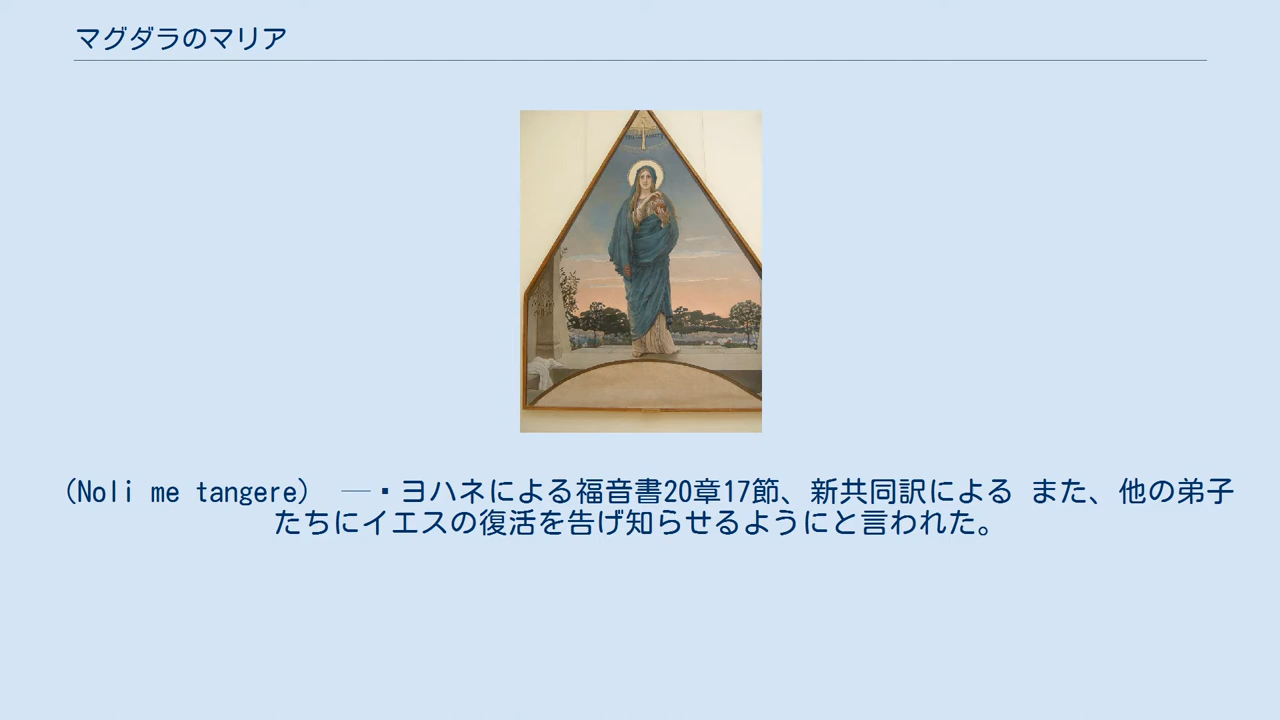 マグダラのマリア
(Noli me tangere) ―・ヨハネによる福音書20章17節、新共同訳による また、他の弟子
たちにイエスの復活を告げ知らせるようにと言われた。